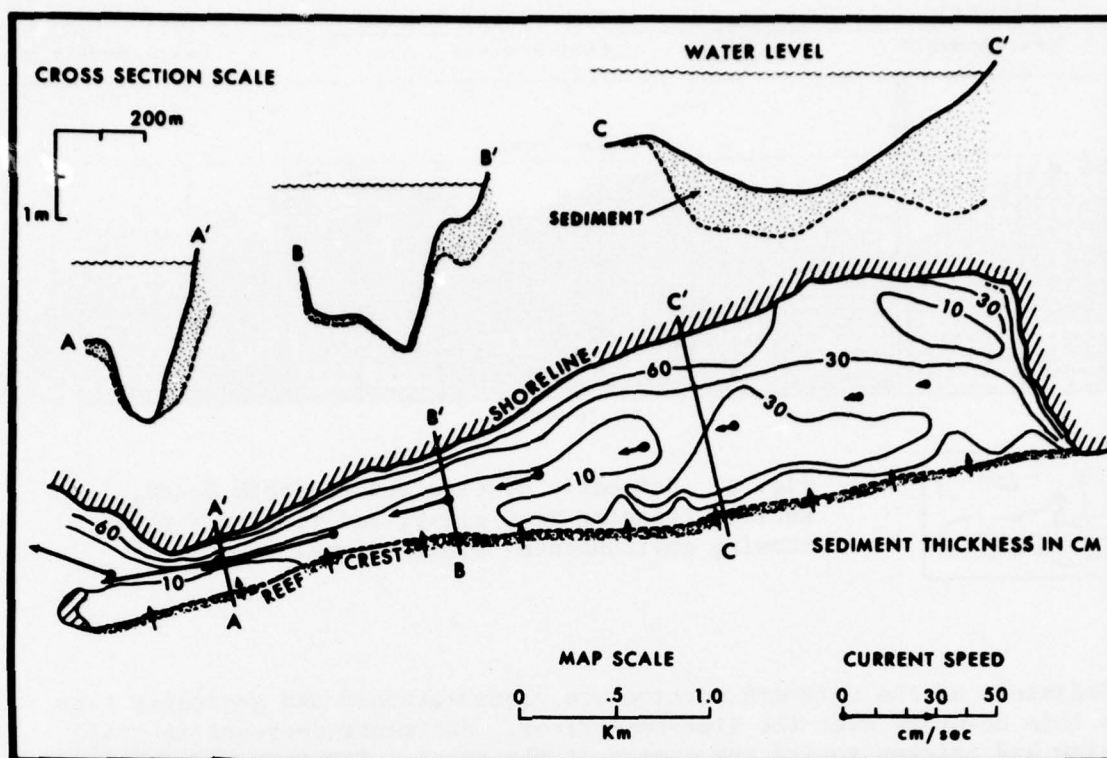 CROSS SECTION SCALE
200m
1m
WATER LEVEL
C'
C
SEDIMENT
B'
B
A'
A
SHORELINE
C'
60
30
10
30
30
10
B'
10
A'
60
10
REEF CREST
A
B
C
SEDIMENT THICKNESS IN CM
MAP SCALE
0 .5 1.0
Km
CURRENT SPEED
0 30 50
cm/sec